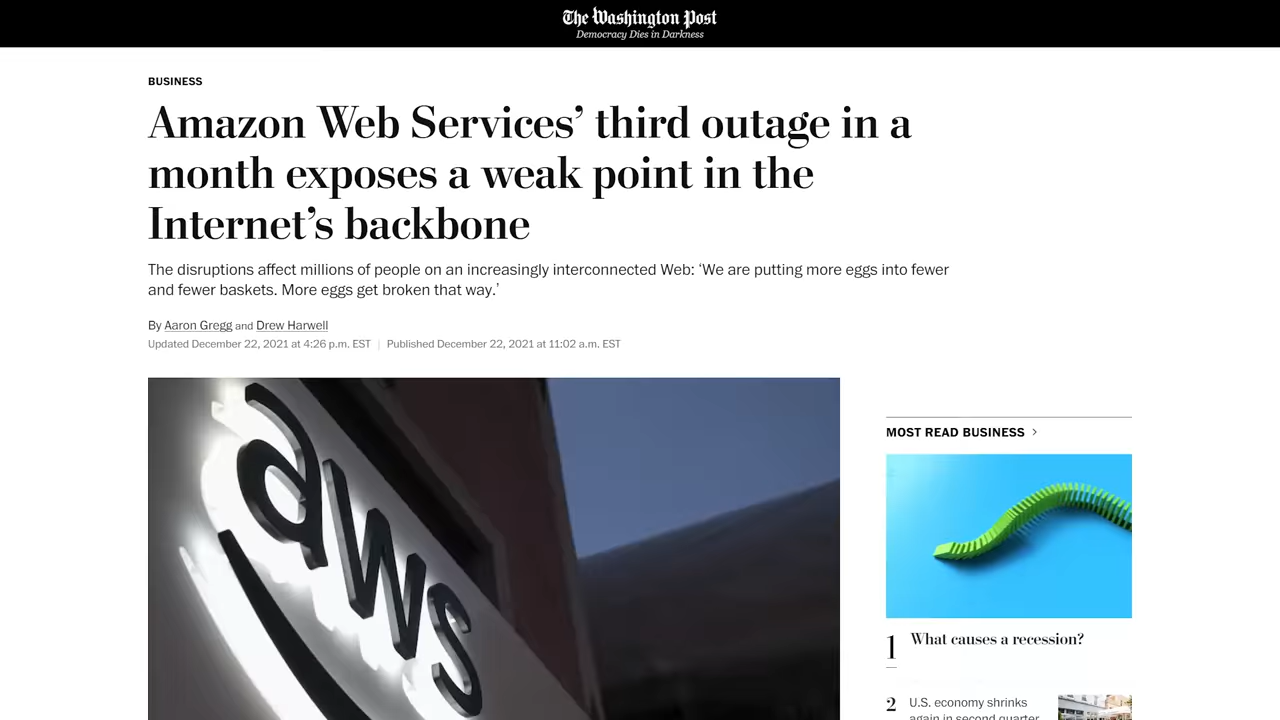 The Washington Post
Democracy Dies in Darkness
BUSINESS
Amazon Web Services’ third outage in a
month exposes a weak point in the
Internet’s backbone
The disruptions affect millions of people on an increasingly interconnected Web: ‘We are putting more eggs into fewer
and fewer baskets. More eggs get broken that way.’
By Aaron Gregg and Drew Harwell
Updated December 22, 2021 at 4:26 p.m. EST | Published December 22, 2021 at 11:02 a.m. EST
aws
MOST READ BUSINESS >
1 What causes a recession?
2 U.S. economy shrinks
again in second quarter